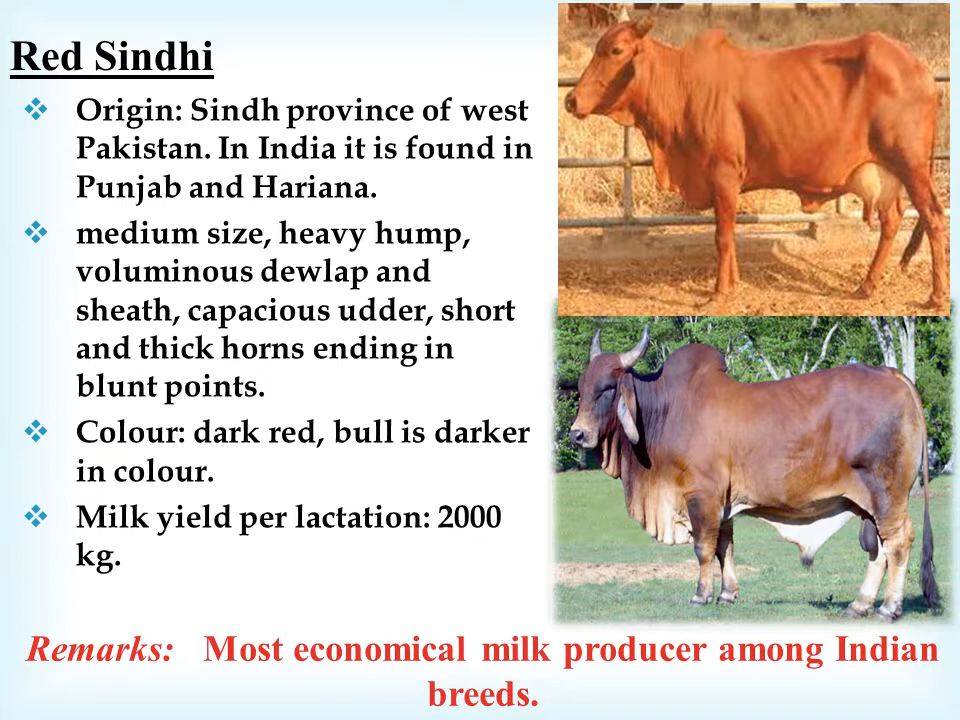 Red Sindhi
❖ Origin: Sindh province of west
Pakistan. In India it is found in
Punjab and Hariana.
❖ medium size, heavy hump,
voluminous dewlap and
sheath, capacious udder, short
and thick horns ending in
blunt points.
❖ Colour: dark red, bull is darker
in colour.
❖ Milk yield per lactation: 2000
kg.
Remarks: Most economical milk producer among Indian
breeds.